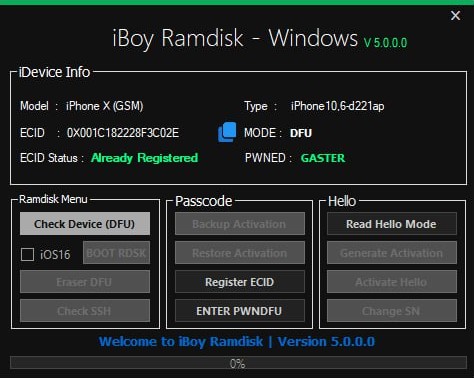 X
iBoy Ramdisk - Windows V 5.0.0.0
iDevice Info
Model : iPhone X (GSM) Type : iPhone10,6-d221ap
ECID : 0X001C182228F3C02E MODE : DFU
ECID Status : Already Registered PWNED : GASTER
Ramdisk Menu Passcode Hello
Check Device (DFU) Backup Activation Read Hello Mode
iOS16 BOOT RDSK Restore Activation Generate Activation
Eraser DFU Register ECID Activate Hello
Check SSH ENTER PWNDFU Change SN
Welcome to iBoy Ramdisk | Version 5.0.0.0
0%